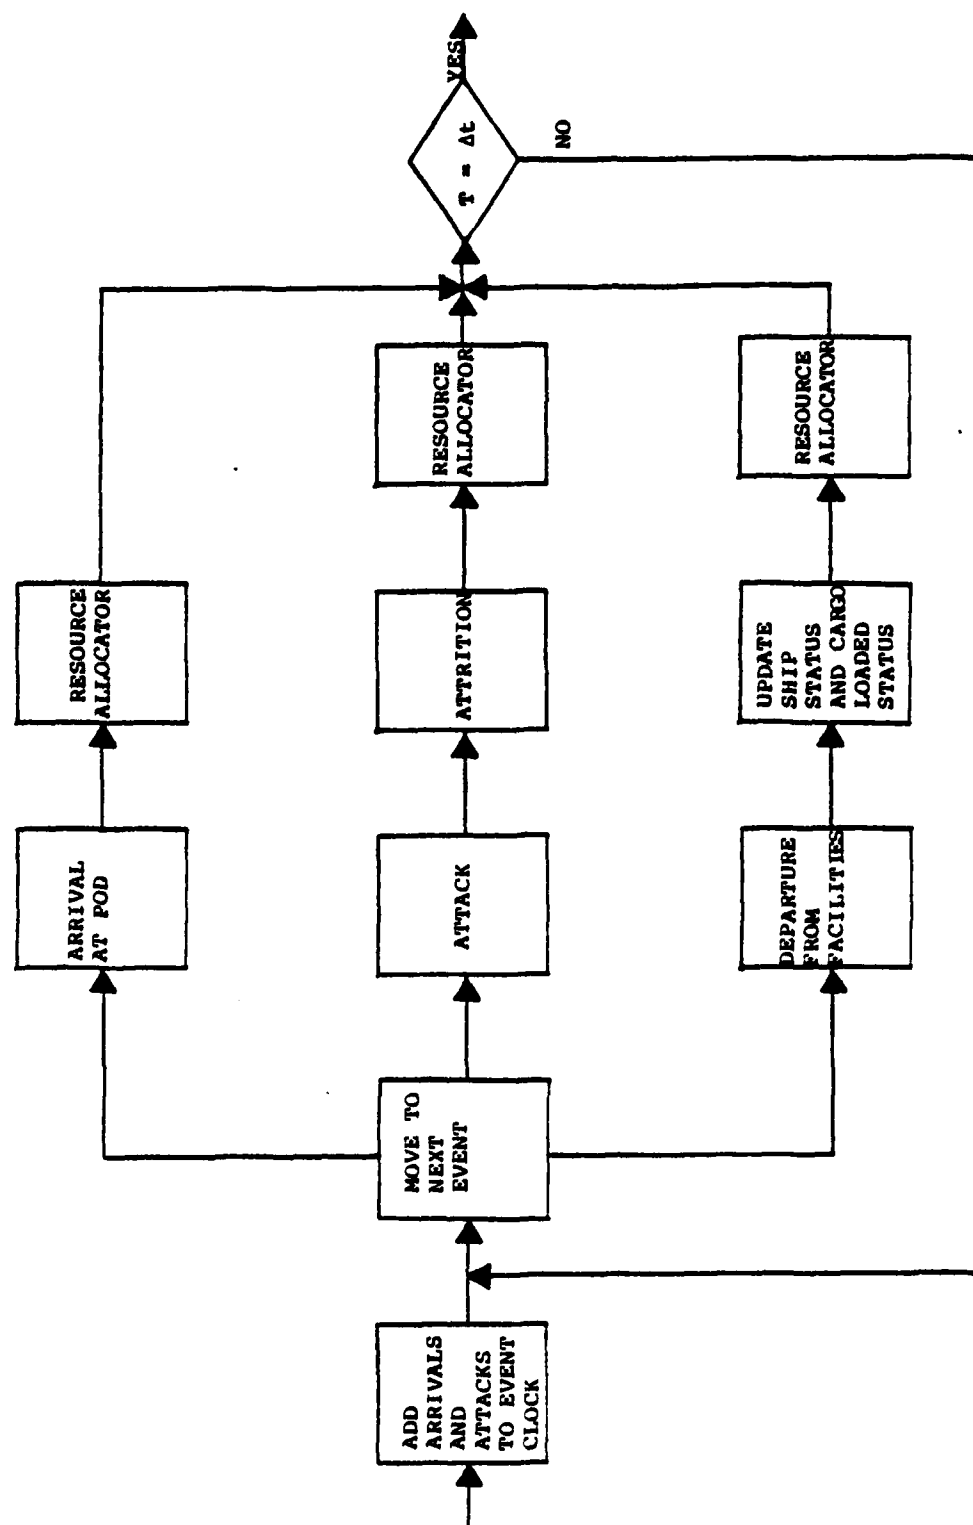 ADD
ARRIVALS
AND
ATTACKS
TO EVENT
CLOCK
MOVE TO
NEXT
EVENT
ARRIVAL
AT POD
RESOURCE
ALLOCATOR
ATTACK
ATTRITION
RESOURCE
ALLOCATOR
DEPARTURE
FROM
FACILITIES
UPDATE
SHIP
STATUS
AND CARGO
LOADED
STATUS
RESOURCE
ALLOCATOR
T = Δt
YES
NO